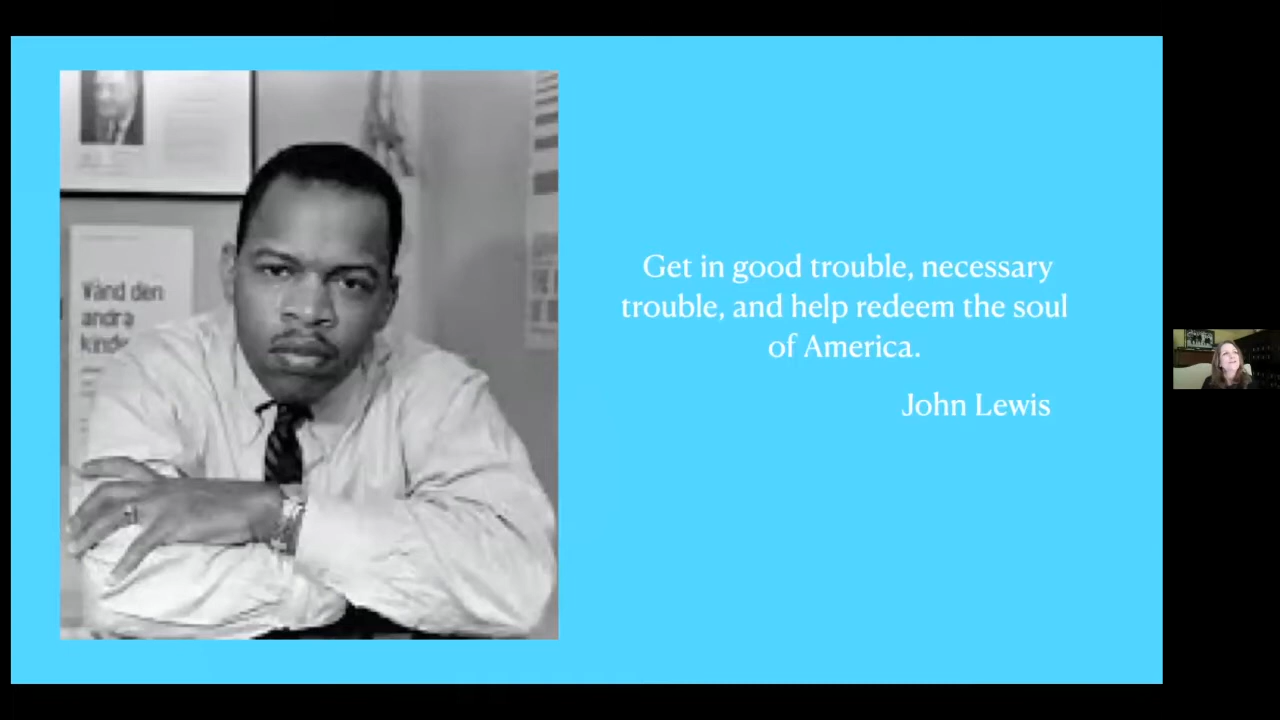 Vänd den
andra
Get in good trouble, necessary
trouble, and help redeem the soul
of America.
John Lewis